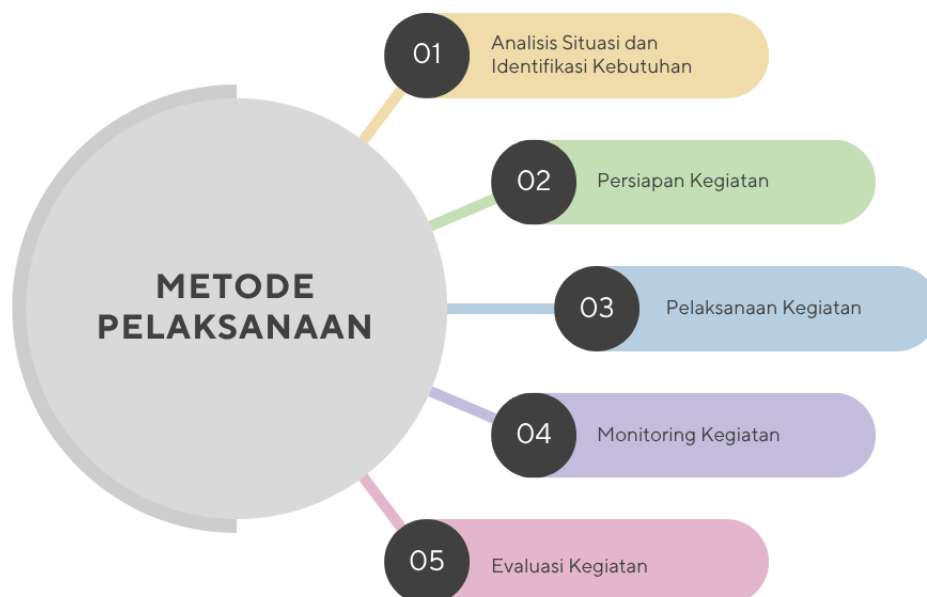 METODE
PELAKSANAAN
01
Analisis Situasi dan
Identifikasi Kebutuhan
02
Persiapan Kegiatan
03
Pelaksanaan Kegiatan
04
Monitoring Kegiatan
05
Evaluasi Kegiatan